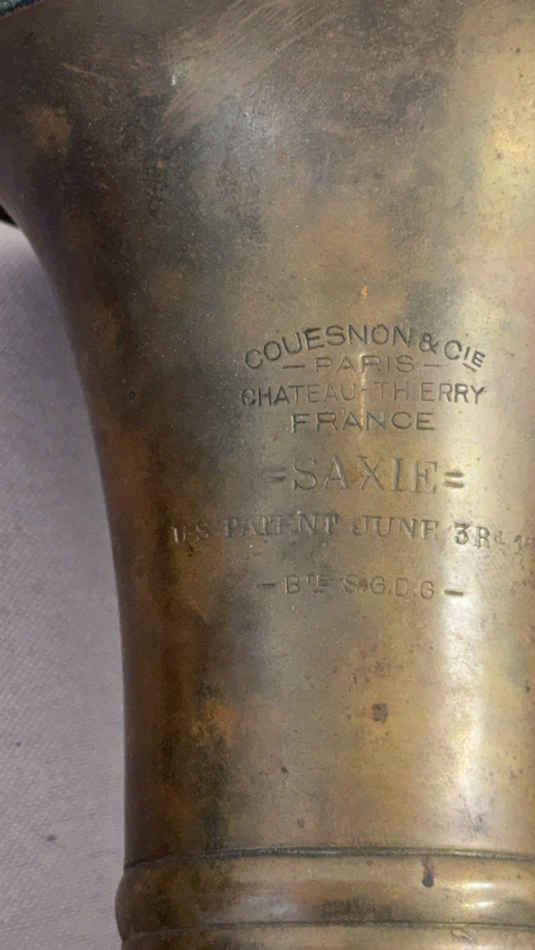 COUESNON & CIE
— PARIS —
CHATEAU-THIERRY
FRANCE
=SAXIE=
U.S PATENT JUNE 3Rd
— BTE S.G.D.G —